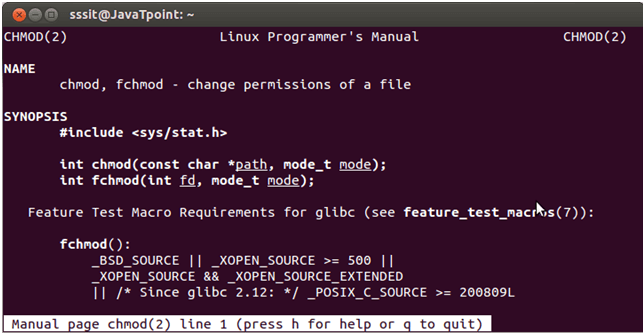 sssit@JavaTpoint: ~
CHMOD(2) Linux Programmer's Manual CHMOD(2)
NAME
chmod, fchmod - change permissions of a file
SYNOPSIS
#include <sys/stat.h>
int chmod(const char *path, mode_t mode);
int fchmod(int fd, mode_t mode);
Feature Test Macro Requirements for glibc (see feature_test_macros(7)):
fchmod():
_BSD_SOURCE || _XOPEN_SOURCE >= 500 ||
_XOPEN_SOURCE && _XOPEN_SOURCE_EXTENDED
|| /* Since glibc 2.12: */ _POSIX_C_SOURCE >= 200809L
Manual page chmod(2) line 1 (press h for help or q to quit)